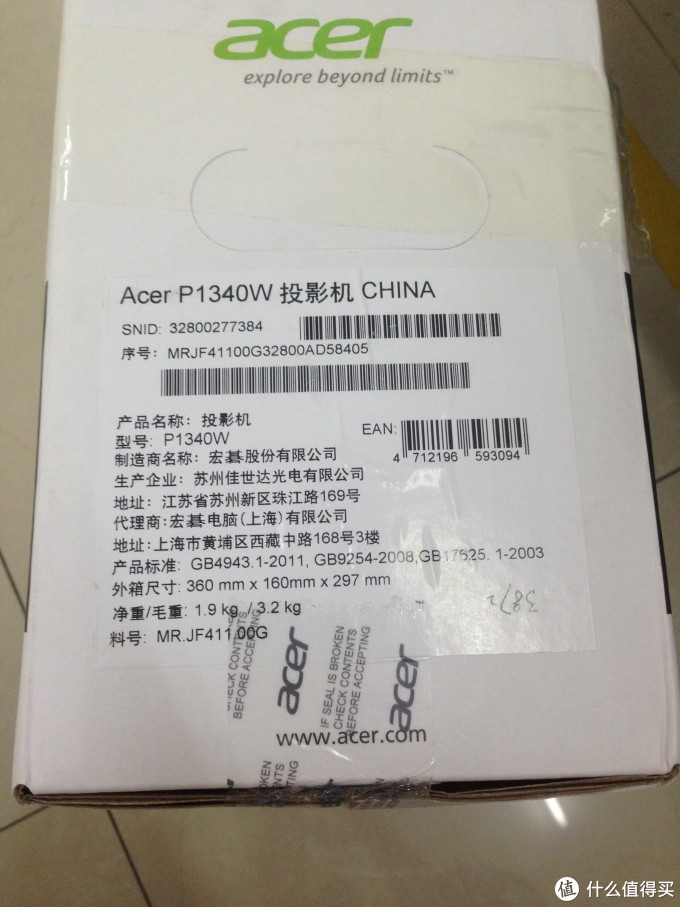 acer
explore beyond limits™
Acer P1340W 投影机 CHINA
SNID: 32800277384
序号: MRJF41100G32800AD58405
产品名称: 投影机
型号: P1340W
EAN:
4 712196 593094
制造商名称: 宏碁股份有限公司
生产企业: 苏州佳世达光电有限公司
地址: 江苏省苏州新区珠江路169号
代理商:宏碁电脑(上海)有限公司
地址:上海市黄埔区西藏中路168号3楼
产品标准: GB4943.1-2011, GB9254-2008,GB17625. 1-2003
外箱尺寸: 360 mm x 160mm x 297 mm
净重/毛重: 1.9 kg / 3.2 kg
料号: MR.JF411.00G
CHECK CONTENTS
BEFORE ACCEPTING
acer
IF SEAL IS BROKEN
CHECK CONTENTS
BEFORE ACCEPTING
acer
www.acer.com
BROKEN
NTS
PTING
acer
值 什么值得买